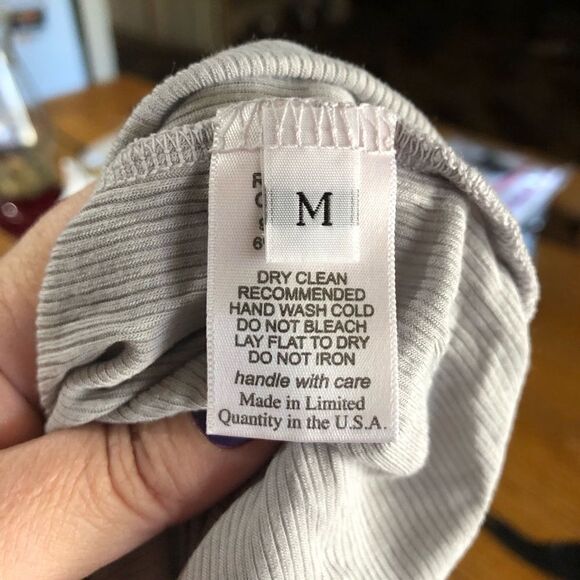 M
DRY CLEAN
RECOMMENDED
HAND WASH COLD
DO NOT BLEACH
LAY FLAT TO DRY
DO NOT IRON
handle with care
Made in Limited
Quantity in the U.S.A.